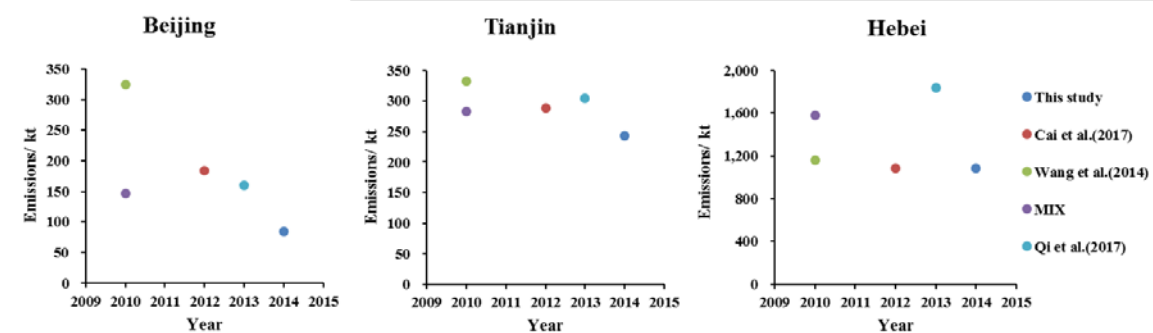 Beijing
Emissions/ kt
350
300
250
200
150
100
50
0
2009 2010 2011 2012 2013 2014 2015
Year
Tianjin
Emissions/ kt
350
300
250
200
150
100
50
0
2009 2010 2011 2012 2013 2014 2015
Year
Hebei
Emissions/ kt
2,000
1,600
1,200
800
400
0
2009 2010 2011 2012 2013 2014 2015
Year
This study
Cai et al.(2017)
Wang et al.(2014)
MIX
Qi et al.(2017)